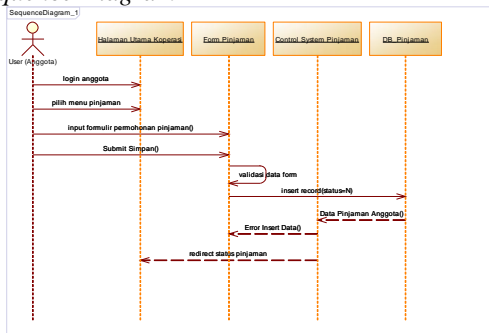 SequenceDiagram_1
User (Anggota)
Halaman Utama Koperasi
Form Pinjaman
Control System Pinjaman
DB_Pinjaman
login anggota
pilih menu pinjaman
input formulir permohonan pinjaman()
Submit Simpan()
validasi data form
insert record(status=N)
Data Pinjaman Anggota()
Error Insert Data()
redirect status pinjaman